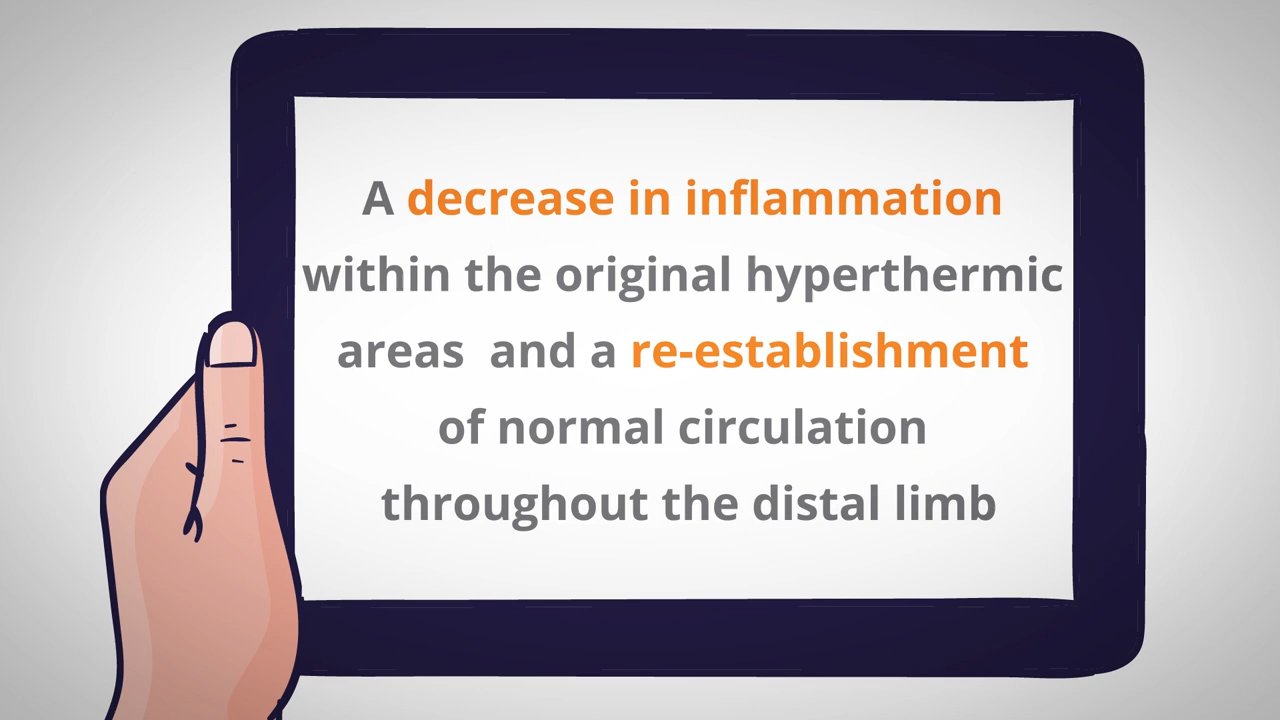 A decrease in inflammation
within the original hyperthermic
areas  and a re-establishment
of normal circulation
throughout the distal limb